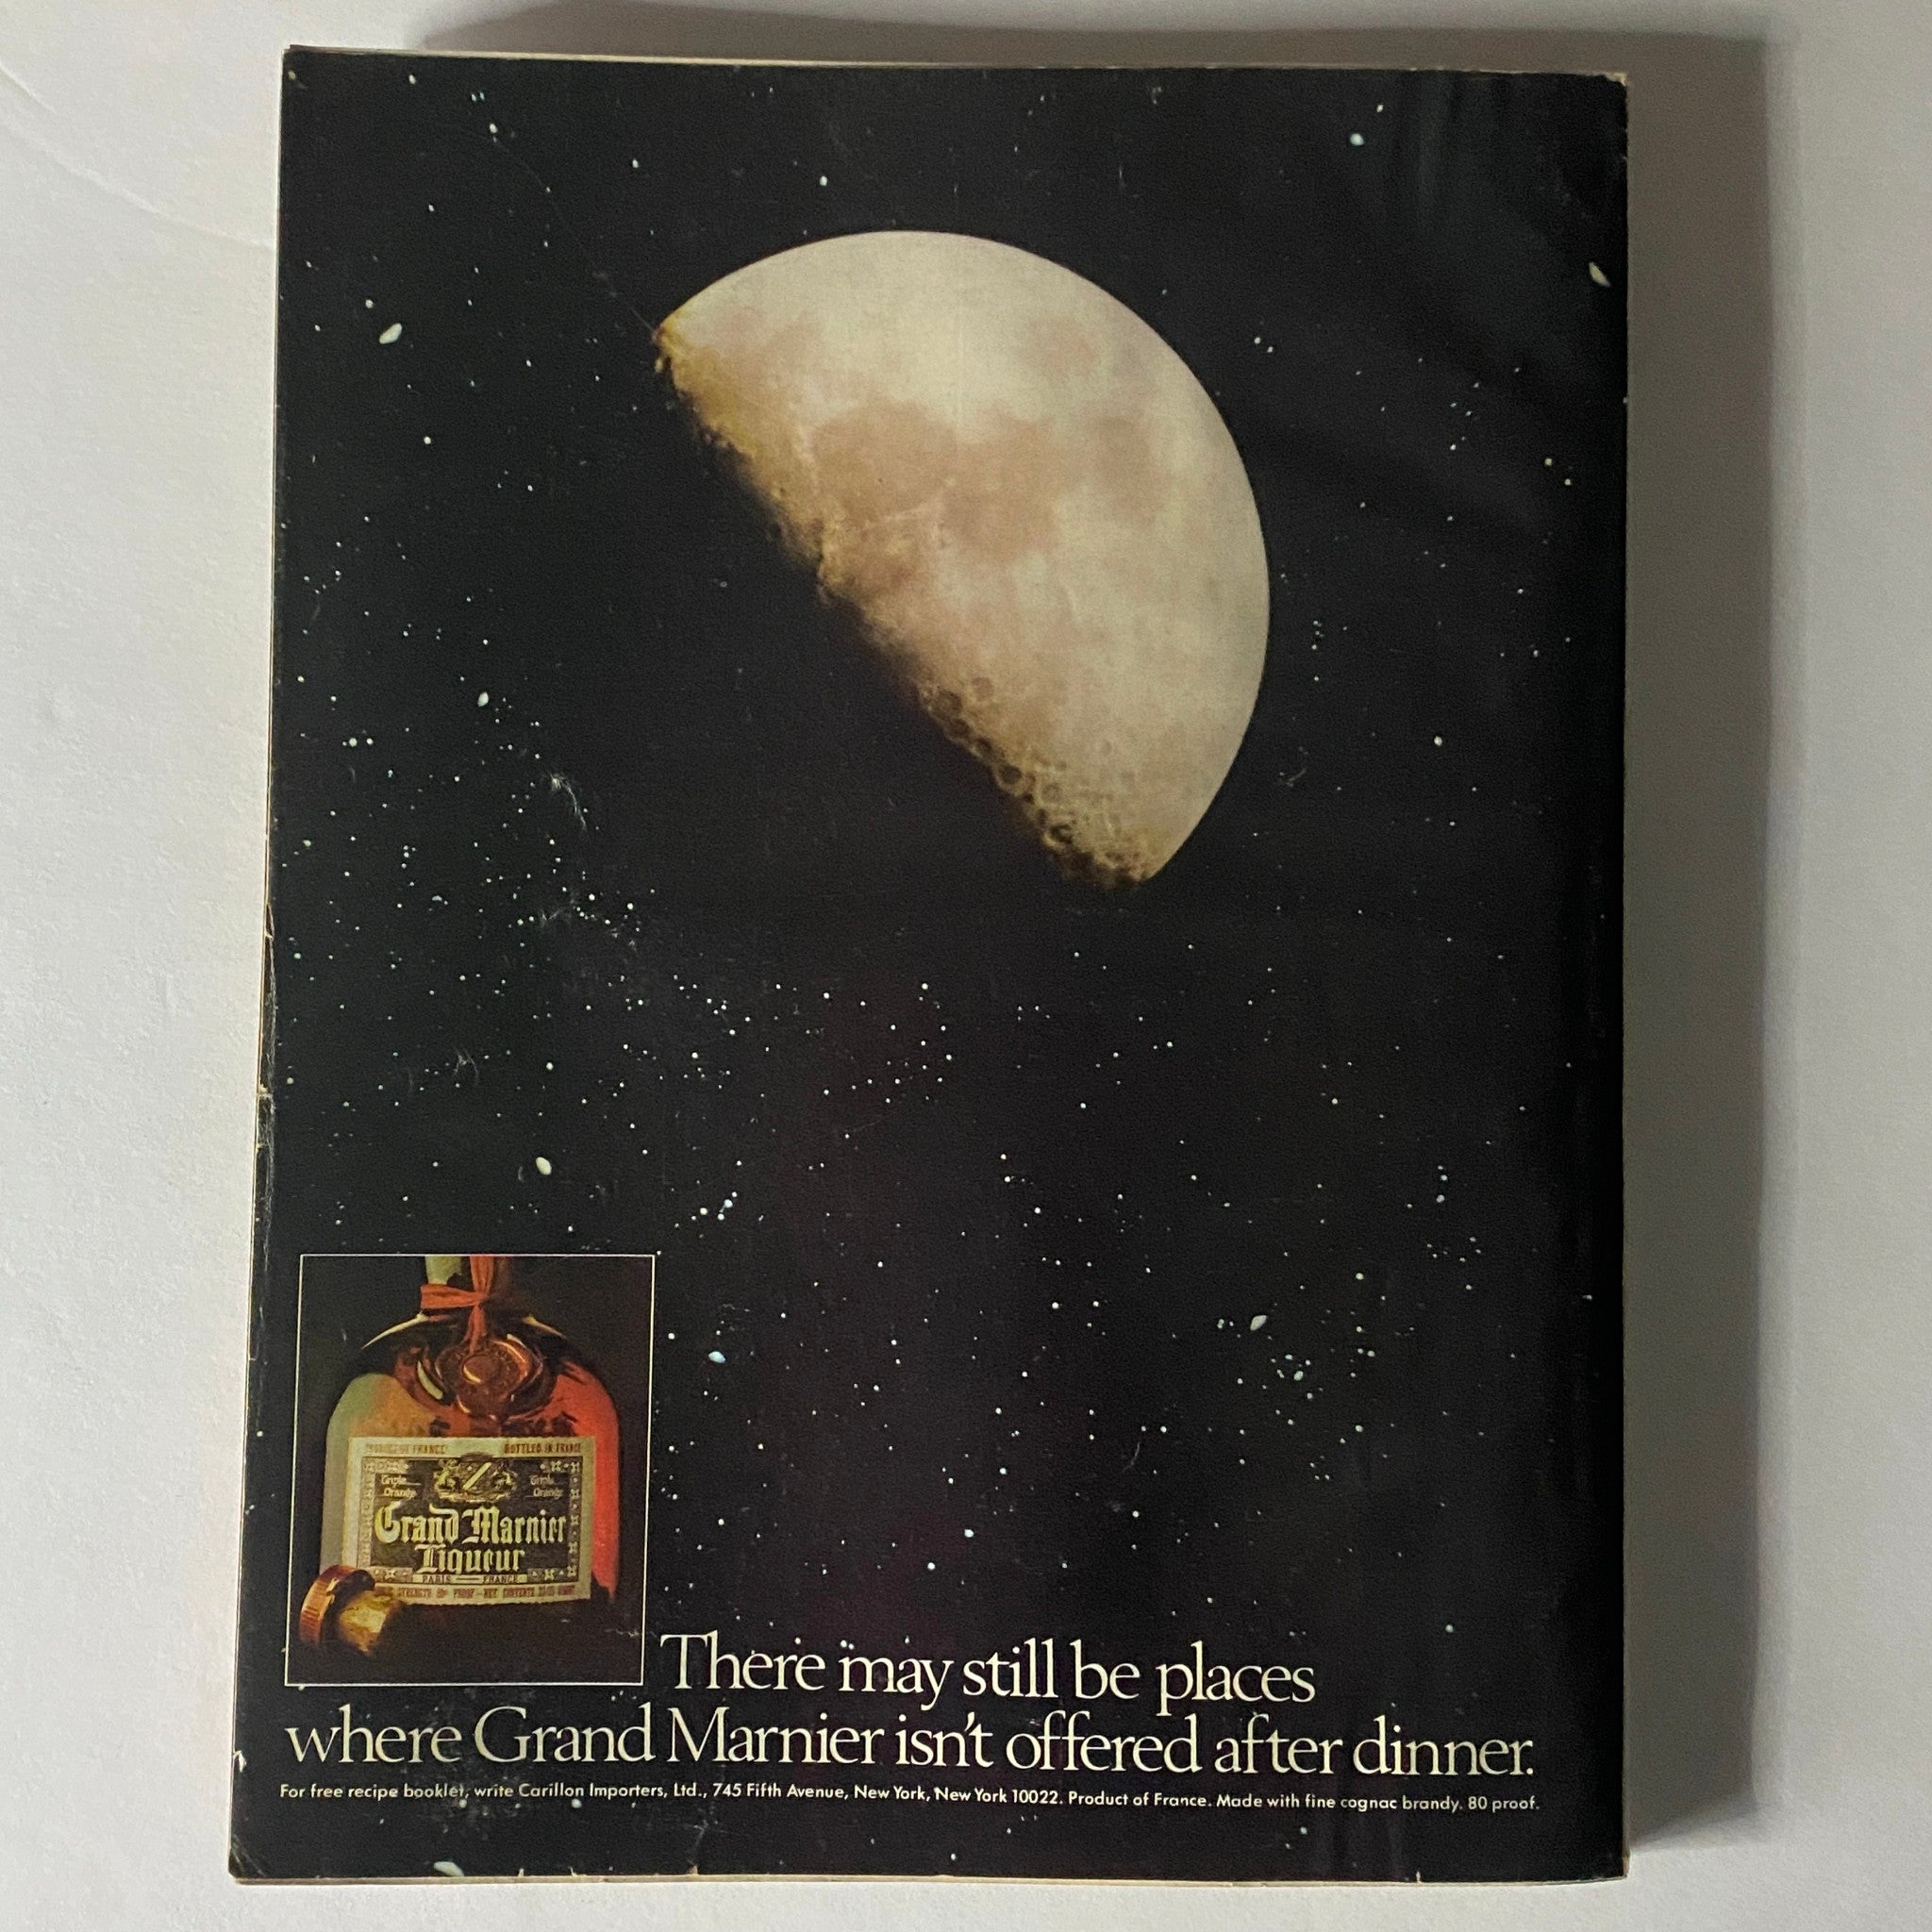 PRODUCE OF FRANCE BOTTLED IN FRANCE
Triple Orange
Triple Orange
Grand Marnier
Liqueur
PARIS FRANCE
There may still be places
where Grand Marnier isn't offered after dinner.
For free recipe booklet, write Carillon Importers, Ltd., 745 Fifth Avenue, New York, New York 10022. Product of France. Made with fine cognac brandy. 80 proof.